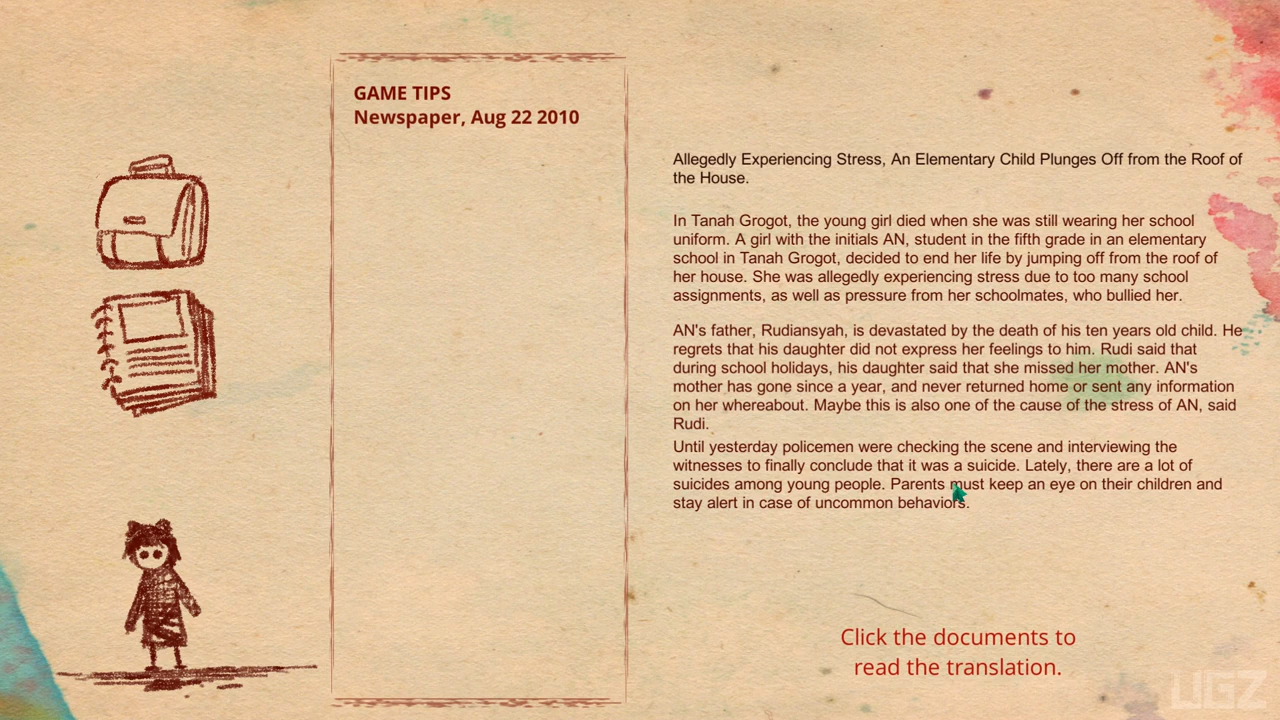 GAME TIPS
Newspaper, Aug 22 2010
Allegedly Experiencing Stress, An Elementary Child Plunges Off from the Roof of
the House.
In Tanah Grogot, the young girl died when she was still wearing her school
uniform. A girl with the initials AN, student in the fifth grade in an elementary
school in Tanah Grogot, decided to end her life by jumping off from the roof of
her house. She was allegedly experiencing stress due to too many school
assignments, as well as pressure from her schoolmates, who bullied her.
AN's father, Rudiansyah, is devastated by the death of his ten years old child. He
regrets that his daughter did not express her feelings to him. Rudi said that
during school holidays, his daughter said that she missed her mother. AN's
mother has gone since a year, and never returned home or sent any information
on her whereabout. Maybe this is also one of the cause of the stress of AN, said
Rudi.
Until yesterday policemen were checking the scene and interviewing the
witnesses to finally conclude that it was a suicide. Lately, there are a lot of
suicides among young people. Parents must keep an eye on their children and
stay alert in case of uncommon behaviors.
Click the documents to
read the translation.
UGZ